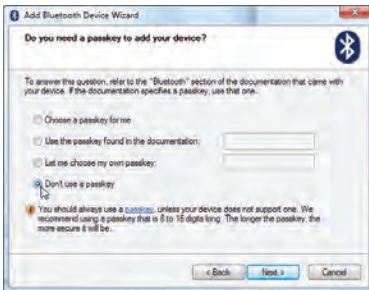 Add Bluetooth Device Wizard
Do you need a passkey to add your device?
To answer this question, refer to the "Bluetooth" section of the documentation that came with
your device. If the documentation specifies a passkey, use that one.
Choose a passkey for me
Use the passkey found in the documentation:
Let me choose my own passkey:
Don't use a passkey
You should always use a passkey, unless your device does not support one. We
recommend using a passkey that is 8 to 16 digits long. The longer the passkey, the
more secure it will be.
< Back Next > Cancel